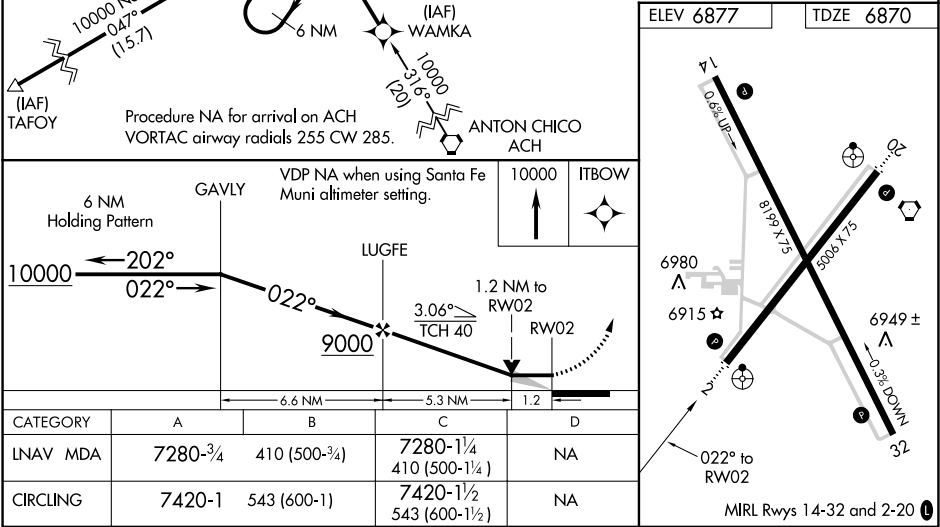 10000 N
047°
(15.7)
(IAF)
TAFOY
6 NM
(IAF)
WAMKA
10000
316°
(20)
ANTON CHICO
ACH
Procedure NA for arrival on ACH
VORTAC airway radials 255 CW 285.
6 NM
Holding Pattern
GAVLY
VDP NA when using Santa Fe
Muni altimeter setting.
10000
ITBOW
LUGFE
10000
202°
022°
022°
9000
3.06°
TCH 40
1.2 NM to
RW02
RW02
6.6 NM
5.3 NM
1.2
CATEGORY A B C D
LNAV MDA 7280-¾ 410 (500-¾) 7280-1¼ NA
410 (500-1¼)
CIRCLING 7420-1 543 (600-1) 7420-1½ NA
543 (600-1½)
ELEV 6877
TDZE 6870
14
P
0.6% UP
20
P
8199 X 75
5006 X 75
6980
6915
6949 ±
P
0.3% DOWN
2
P
32
022° to
RW02
MIRL Rwys 14-32 and 2-20 L